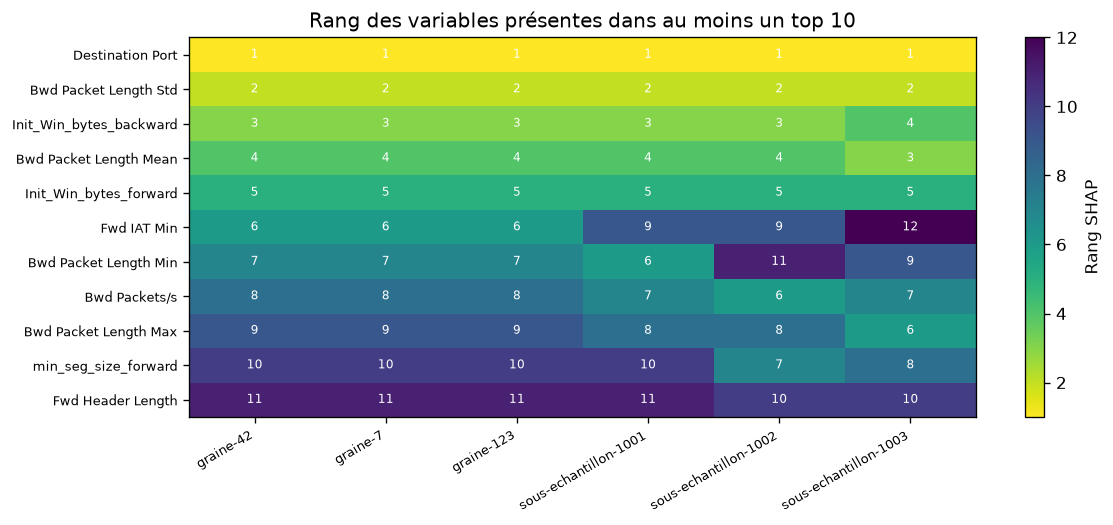 Rang des variables présentes dans au moins un top 10
Destination Port 1 1 1 1 1 1
Bwd Packet Length Std 2 2 2 2 2 2
Init_Win_bytes_backward 3 3 3 3 3 4
Bwd Packet Length Mean 4 4 4 4 4 3
Init_Win_bytes_forward 5 5 5 5 5 5
Fwd IAT Min 6 6 6 9 9 12
Bwd Packet Length Min 7 7 7 6 11 9
Bwd Packets/s 8 8 8 7 6 7
Bwd Packet Length Max 9 9 9 8 8 6
min_seg_size_forward 10 10 10 10 7 8
Fwd Header Length 11 11 11 11 10 10
graine-42
graine-7
graine-123
sous-echantillon-1001
sous-echantillon-1002
sous-echantillon-1003
12
10
8
6
4
2
Rang SHAP